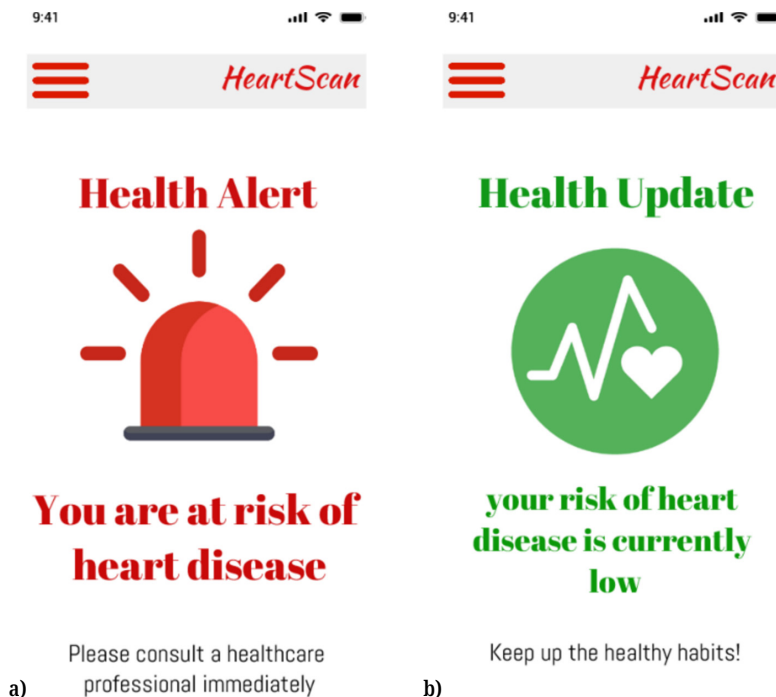 9:41
HeartScan
Health Alert
You are at risk of
heart disease
Please consult a healthcare
professional immediately
a)
9:41
HeartScan
Health Update
your risk of heart
disease is currently
low
Keep up the healthy habits!
b)